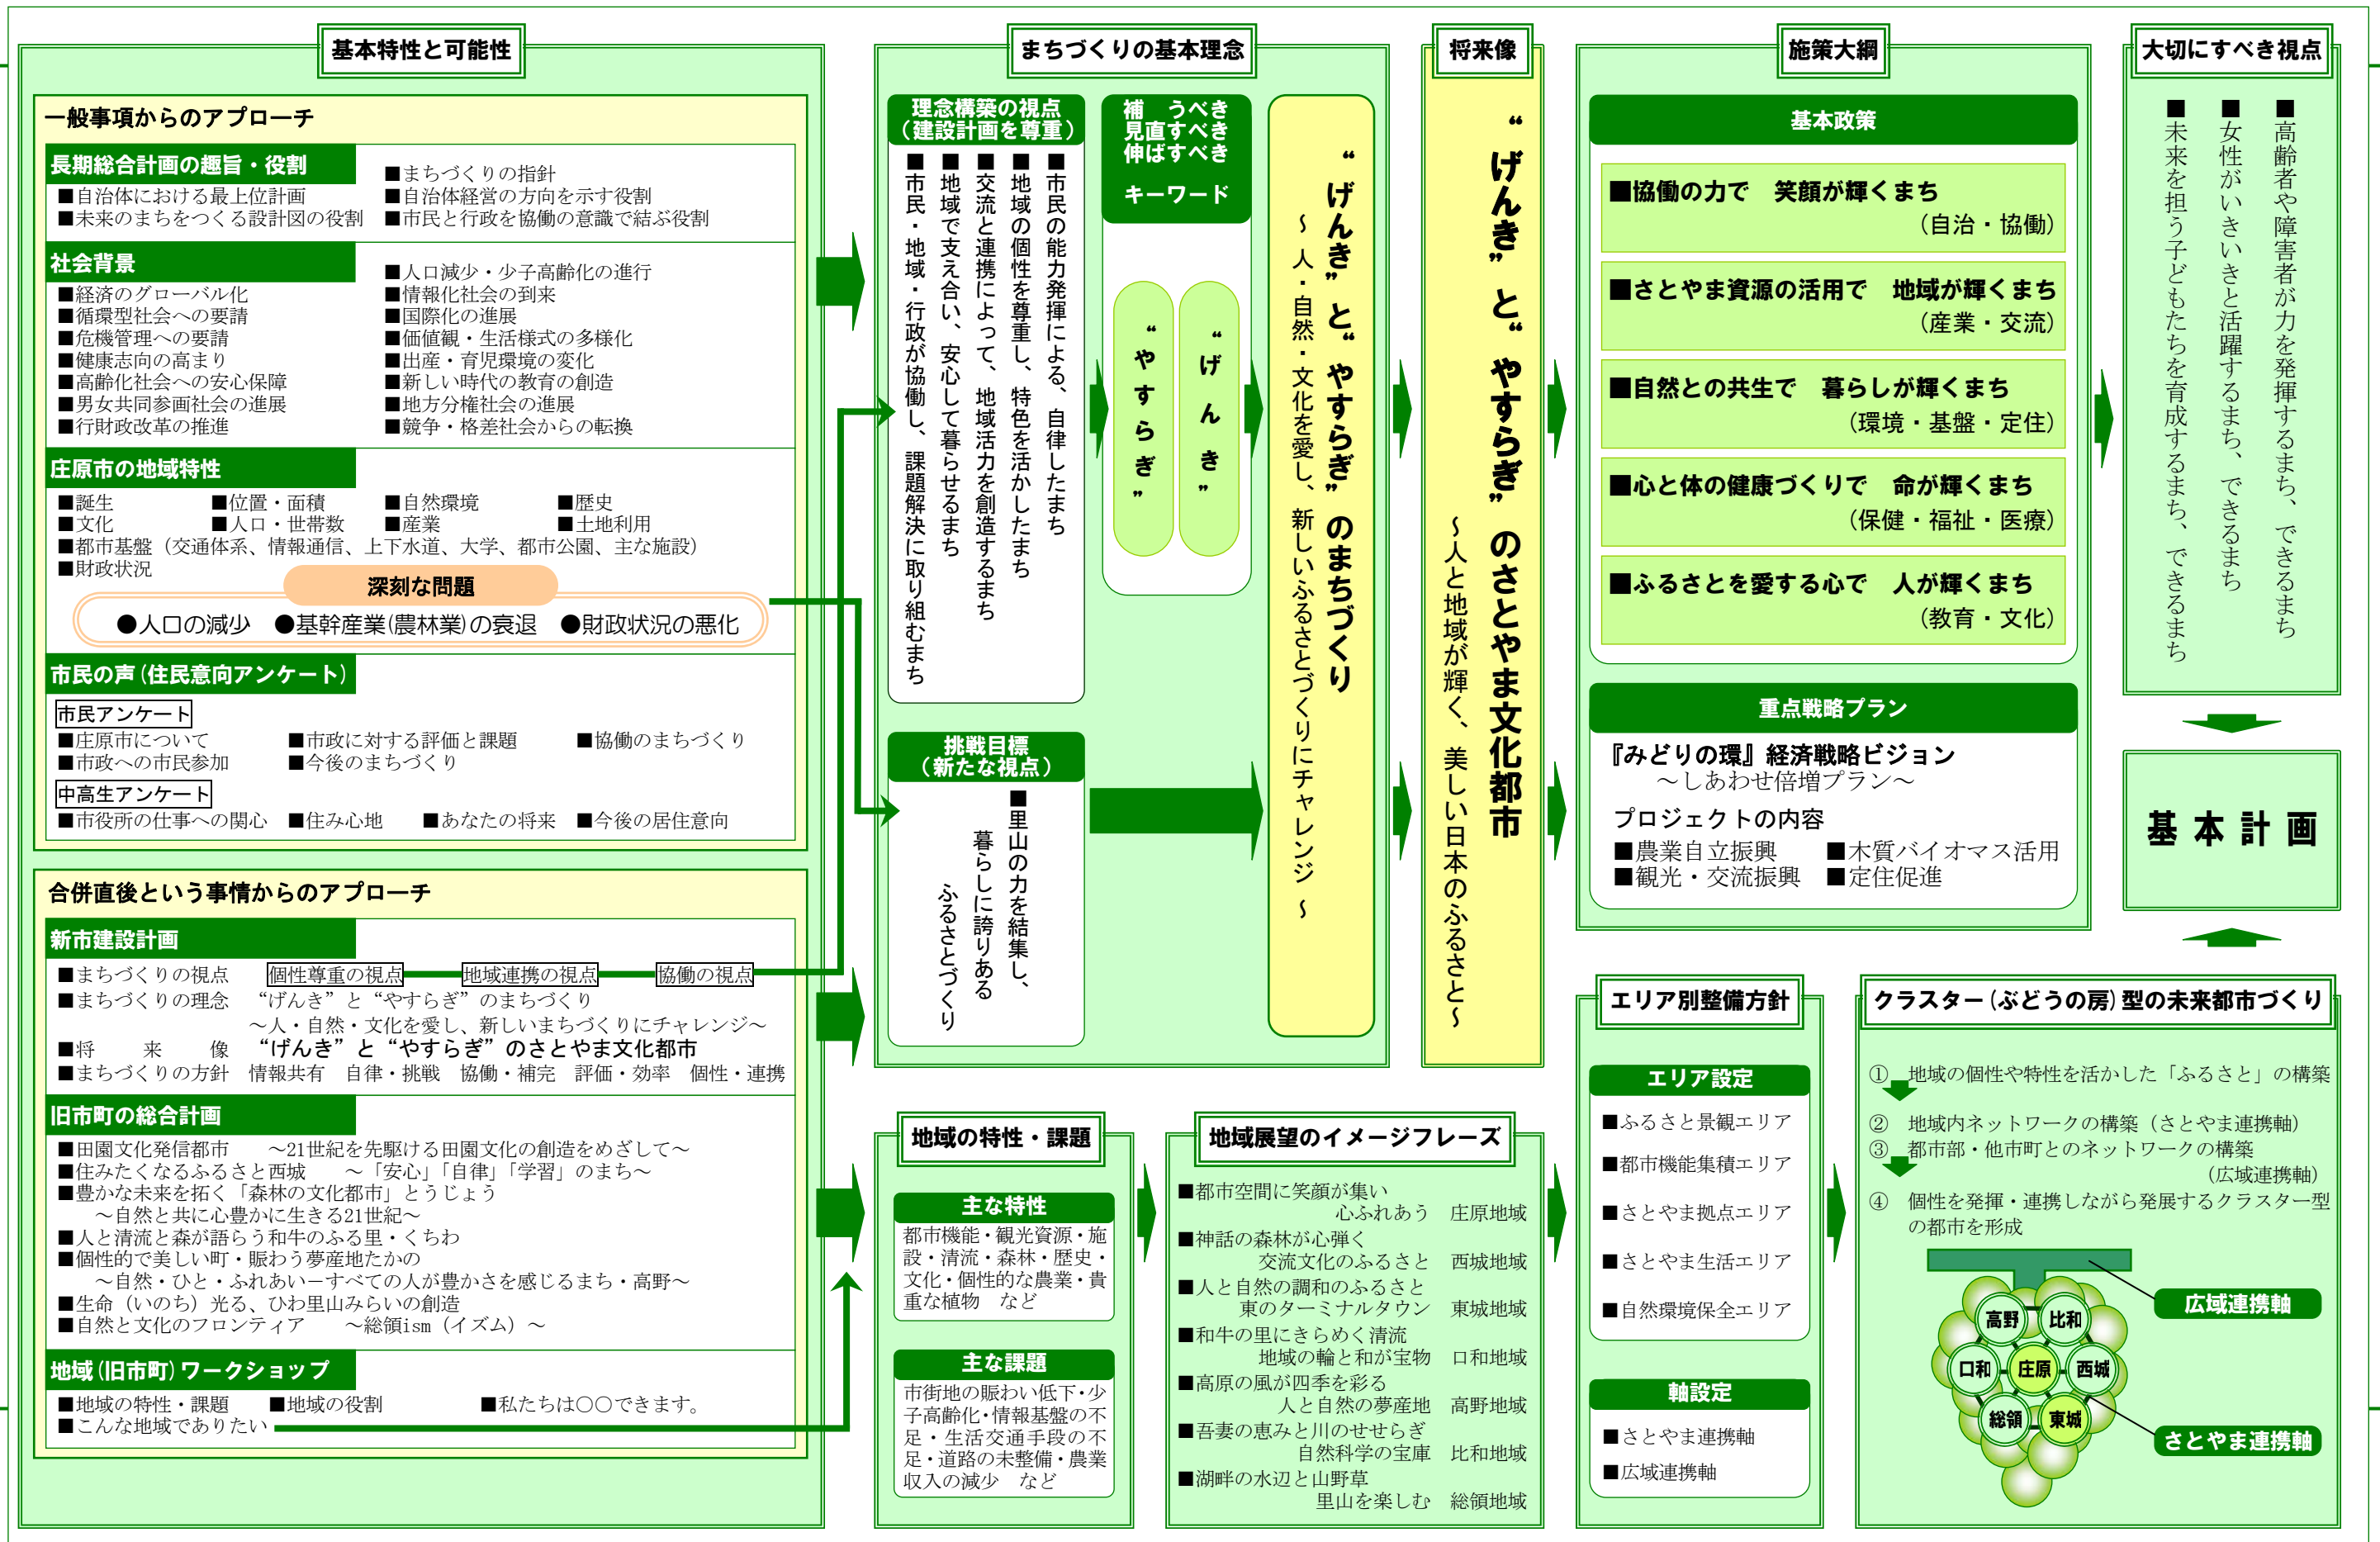 基本特性と可能性
一般事項からのアプローチ
長期総合計画の趣旨・役割
■自治体における最上位計画
■未来のまちをつくる設計図の役割
■まちづくりの指針
■自治体経営の方向を示す役割
■市民と行政を協働の意識で結ぶ役割
社会背景
■経済のグローバル化
■循環型社会への要請
■危機管理への要請
■健康志向の高まり
■高齢化社会への安心保障
■男女共同参画社会の進展
■行財政改革の推進
■人口減少・少子高齢化の進行
■情報化社会の到来
■国際化の進展
■価値観・生活様式の多様化
■出産・育児環境の変化
■新しい時代の教育の創造
■地方分権社会の進展
■競争・格差社会からの転換
庄原市の地域特性
■誕生　■位置・面積　■自然環境　■歴史
■文化　■人口・世帯数　■産業　■土地利用
■都市基盤（交通体系、情報通信、上下水道、大学、都市公園、主な施設）
■財政状況
深刻な問題
●人口の減少　●基幹産業(農林業)の衰退　●財政状況の悪化
市民の声(住民意向アンケート)
市民アンケート
■庄原市について　■市政に対する評価と課題　■協働のまちづくり
■市政への市民参加　■今後のまちづくり
中高生アンケート
■市役所の仕事への関心　■住み心地　■あなたの将来　■今後の居住意向
合併直後という事情からのアプローチ
新市建設計画
■まちづくりの視点　個性尊重の視点　地域連携の視点　協働の視点
■まちづくりの理念　“げんき”と“やすらぎ”のまちづくり
～人・自然・文化を愛し、新しいまちづくりにチャレンジ～
■将　来　像　“げんき”と“やすらぎ”のさとやま文化都市
■まちづくりの方針　情報共有　自律・挑戦　協働・補完　評価・効率　個性・連携
旧市町の総合計画
■田園文化発信都市　～21世紀を先駆ける田園文化の創造をめざして～
■住みたくなるふるさと西城　～「安心」「自律」「学習」のまち～
■豊かな未来を拓く「森林の文化都市」とうじょう
～自然と共に心豊かに生きる21世紀～
■人と清流と森が語らう和牛のふる里・くちわ
■個性的で美しい町・賑わう夢産地たかの
～自然・ひと・ふれあい－すべての人が豊かさを感じるまち・高野～
■生命（いのち）光る、ひわ里山みらいの創造
■自然と文化のフロンティア　～総領ism（イズム）～
地域(旧市町)ワークショップ
■地域の特性・課題　■地域の役割　■私たちは○○できます。
■こんな地域でありたい
まちづくりの基本理念
理念構築の視点
（建設計画を尊重）
■市民の能力発揮による、自律したまち
■地域の個性を尊重し、特色を活かしたまち
■交流と連携によって、地域活力を創造するまち
■地域で支え合い、安心して暮らせるまち
■市民・地域・行政が協働し、課題解決に取り組むまち
補　うべき
見直すべき
伸ばすべき
キーワード
“げんき”
“やすらぎ”
“げんき”と“やすらぎ”のまちづくり
～人・自然・文化を愛し、新しいふるさとづくりにチャレンジ～
挑戦目標
（新たな視点）
■里山の力を結集し、
暮らしに誇りある
ふるさとづくり
将来像
“げんき”と“やすらぎ”のさとやま文化都市
～人と地域が輝く、美しい日本のふるさと～
施策大綱
基本政策
■協働の力で　笑顔が輝くまち
（自治・協働）
■さとやま資源の活用で　地域が輝くまち
（産業・交流）
■自然との共生で　暮らしが輝くまち
（環境・基盤・定住）
■心と体の健康づくりで　命が輝くまち
（保健・福祉・医療）
■ふるさとを愛する心で　人が輝くまち
（教育・文化）
重点戦略プラン
『みどりの環』経済戦略ビジョン
～しあわせ倍増プラン～
プロジェクトの内容
■農業自立振興　■木質バイオマス活用
■観光・交流振興　■定住促進
大切にすべき視点
■高齢者や障害者が力を発揮するまち、できるまち
■女性がいきいきと活躍するまち、できるまち
■未来を担う子どもたちを育成するまち、できるまち
基本計画
地域の特性・課題
主な特性
都市機能・観光資源・施
設・清流・森林・歴史・
文化・個性的な農業・貴
重な植物　など
主な課題
市街地の賑わい低下・少
子高齢化・情報基盤の不
足・生活交通手段の不
足・道路の未整備・農業
収入の減少　など
地域展望のイメージフレーズ
■都市空間に笑顔が集い
心ふれあう　庄原地域
■神話の森林が心弾く
交流文化のふるさと　西城地域
■人と自然の調和のふるさと
東のターミナルタウン　東城地域
■和牛の里にきらめく清流
地域の輪と和が宝物　口和地域
■高原の風が四季を彩る
人と自然の夢産地　高野地域
■吾妻の恵みと川のせせらぎ
自然科学の宝庫　比和地域
■湖畔の水辺と山野草
里山を楽しむ　総領地域
エリア別整備方針
エリア設定
■ふるさと景観エリア
■都市機能集積エリア
■さとやま拠点エリア
■さとやま生活エリア
■自然環境保全エリア
軸設定
■さとやま連携軸
■広域連携軸
クラスター(ぶどうの房)型の未来都市づくり
①　地域の個性や特性を活かした「ふるさと」の構築
②　地域内ネットワークの構築（さとやま連携軸）
③　都市部・他市町とのネットワークの構築
（広域連携軸）
④　個性を発揮・連携しながら発展するクラスター型
の都市を形成
広域連携軸
高野　比和
口和　庄原　西城
総領　東城
さとやま連携軸